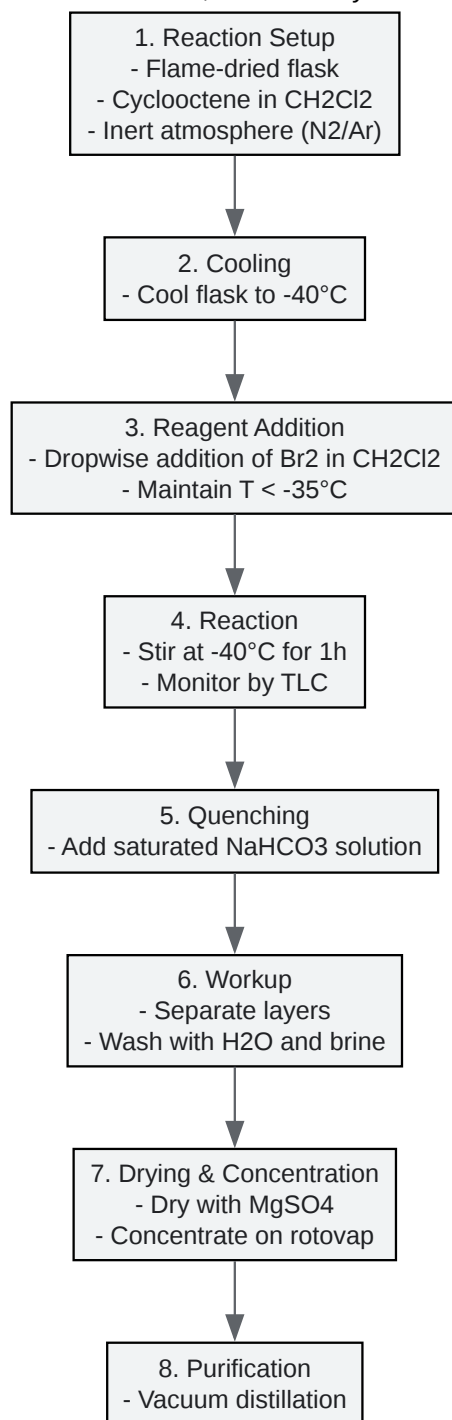 1. Reaction Setup
- Flame-dried flask
- Cyclooctene in CH2Cl2
- Inert atmosphere (N2/Ar)
2. Cooling
- Cool flask to -40°C
3. Reagent Addition
- Dropwise addition of Br2 in CH2Cl2
- Maintain T < -35°C
4. Reaction
- Stir at -40°C for 1h
- Monitor by TLC
5. Quenching
- Add saturated NaHCO3 solution
6. Workup
- Separate layers
- Wash with H2O and brine
7. Drying & Concentration
- Dry with MgSO4
- Concentrate on rotovap
8. Purification
- Vacuum distillation